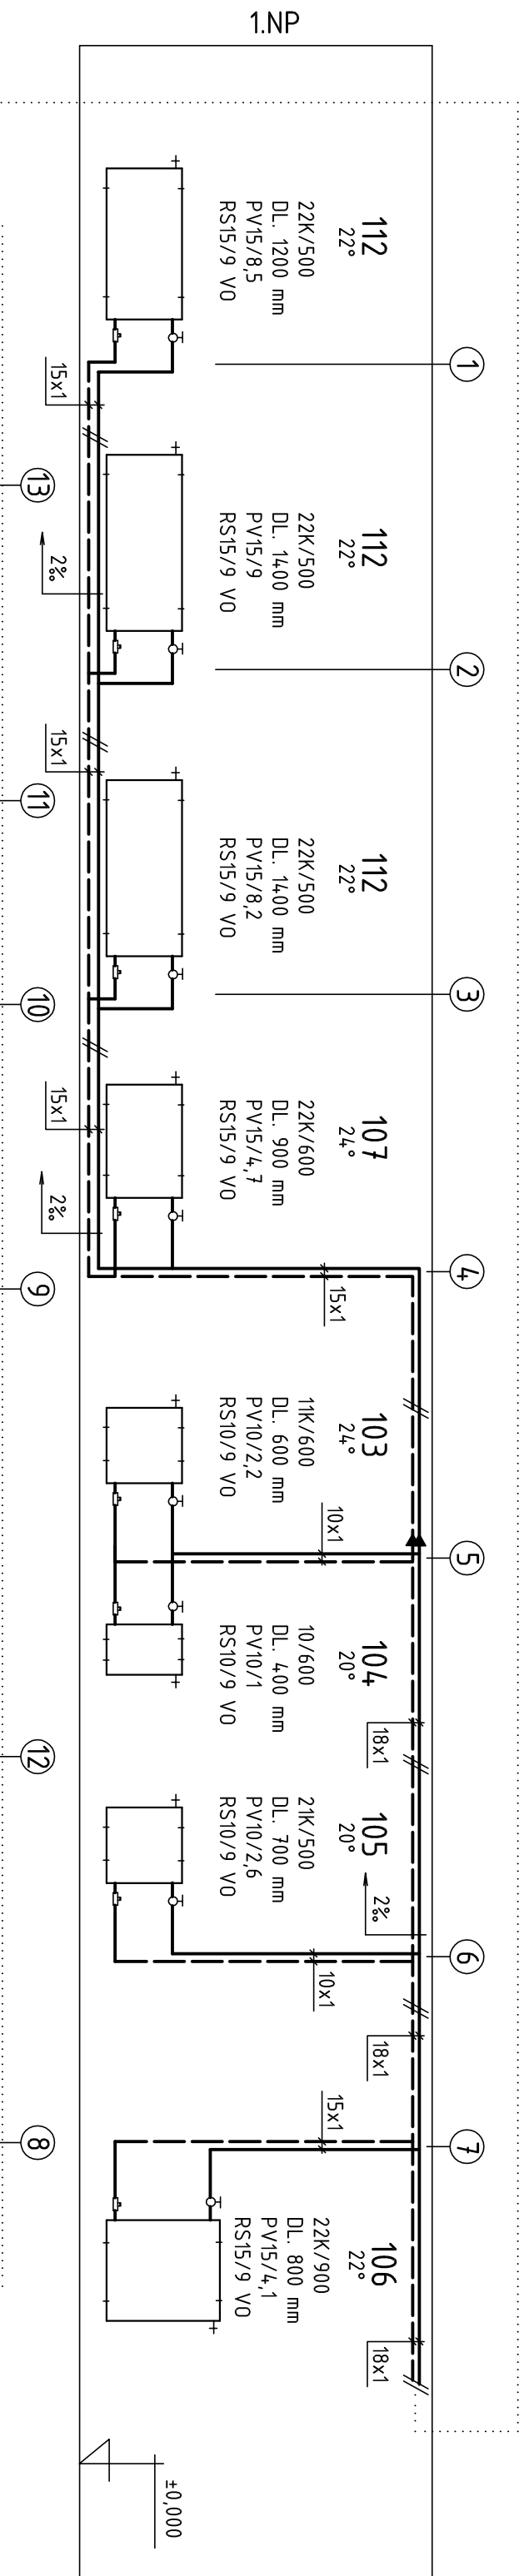 1.NP
112
22°
22K/500
DL. 1200 mm
PV15/8,5
RS15/9 VO
1
15x1
13
2‰
112
22°
22K/500
DL. 1400 mm
PV15/9
RS15/9 VO
2
15x1
11
112
22°
22K/500
DL. 1400 mm
PV15/8,2
RS15/9 VO
3
10
15x1
2‰
107
24°
22K/600
DL. 900 mm
PV15/4,7
RS15/9 VO
4
9
15x1
103
24°
11K/600
DL. 600 mm
PV10/2,2
RS10/9 VO
10x1
5
104
20°
10/600
DL. 400 mm
PV10/1
RS10/9 VO
18x1
12
105
20°
21K/500
DL. 700 mm
PV10/2,6
RS10/9 VO
2‰
6
10x1
18x1
15x1
7
8
106
22°
22K/900
DL. 800 mm
PV15/4,1
RS15/9 VO
18x1
±0,000